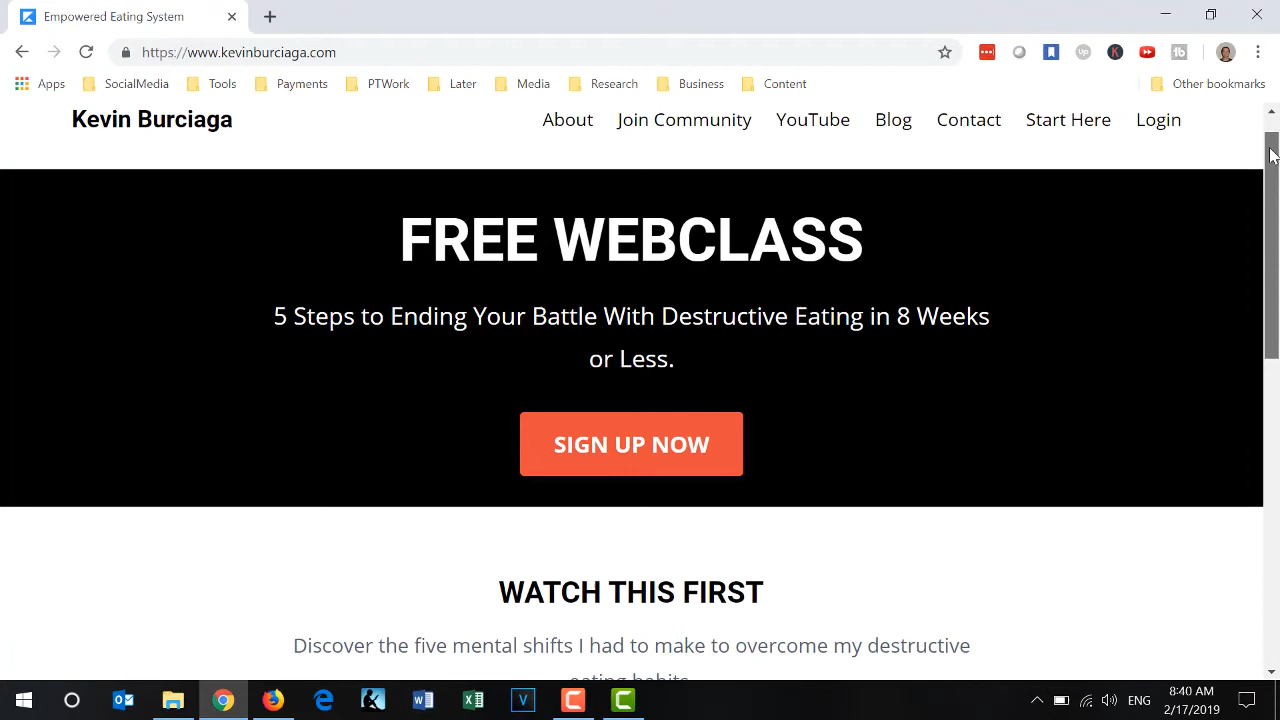 Empowered Eating System
https://www.kevinburciaga.com
Apps SocialMedia Tools Payments PTWork Later Media Research Business Content Other bookmarks
Kevin Burciaga About Join Community YouTube Blog Contact Start Here Login
FREE WEBCLASS
5 Steps to Ending Your Battle With Destructive Eating in 8 Weeks
or Less.
SIGN UP NOW
WATCH THIS FIRST
Discover the five mental shifts I had to make to overcome my destructive
eating habits.
ENG 8:40 AM
2/17/2019